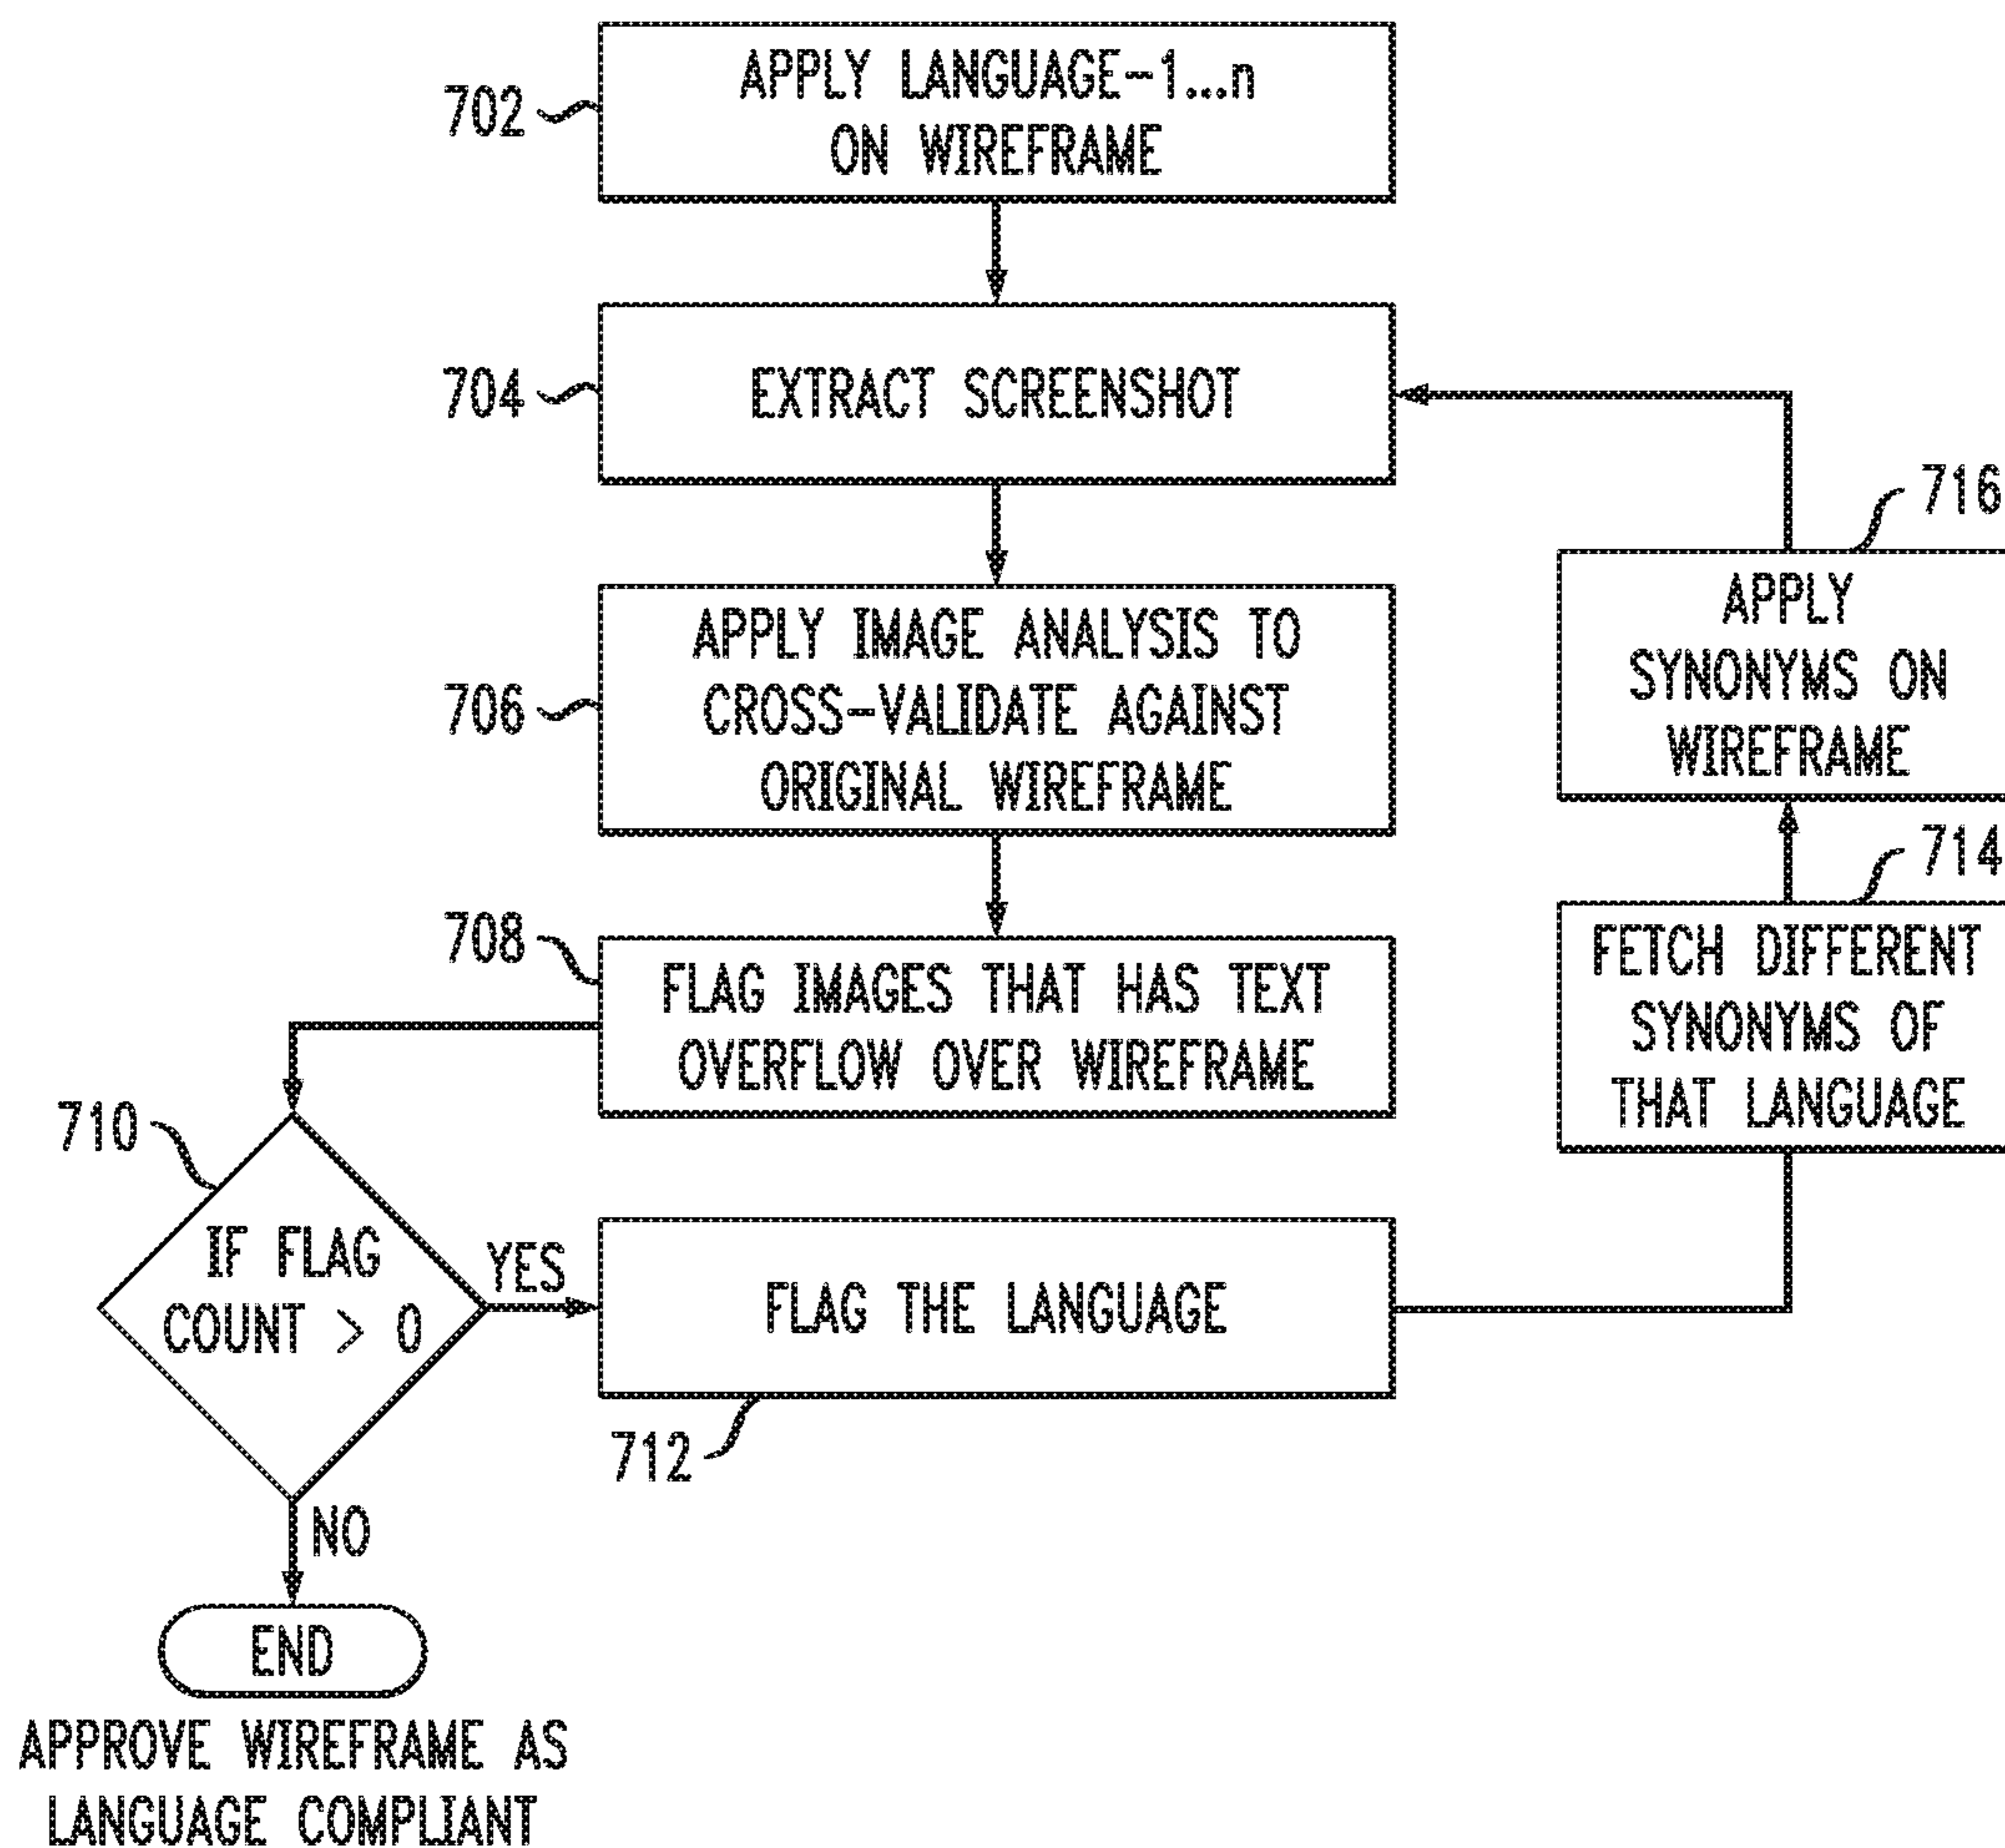 702
APPLY LANGUAGE-1...n
ON WIREFRAME
704
EXTRACT SCREENSHOT
706
APPLY IMAGE ANALYSIS TO
CROSS-VALIDATE AGAINST
ORIGINAL WIREFRAME
708
FLAG IMAGES THAT HAS TEXT
OVERFLOW OVER WIREFRAME
710
IF FLAG
COUNT > 0
YES
NO
END
APPROVE WIREFRAME AS
LANGUAGE COMPLIANT
FLAG THE LANGUAGE
712
714
FETCH DIFFERENT
SYNONYMS OF
THAT LANGUAGE
716
APPLY
SYNONYMS ON
WIREFRAME